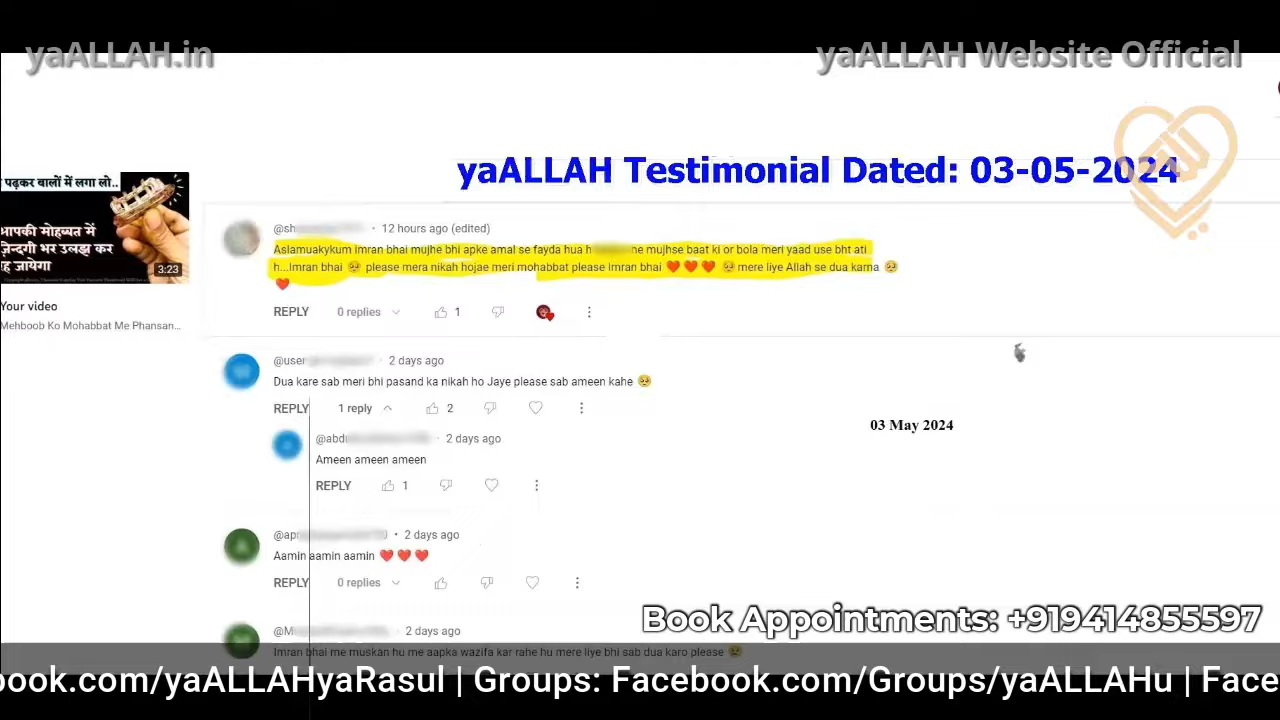 yaALLAH.in
yaALLAH Website Official
yaALLAH Testimonial Dated: 03-05-2024
पढ़कर बालों में लगा लो..
आपकी मोहब्बत में
ज़िन्दगी भर उलझ कर
रह जायेगा
3:23
Your video
Mehboob Ko Mohabbat Me Phansan...
@sh
12 hours ago (edited)
Aslamuakykum Imran bhai mujhe bhi apke amal se fayda hua h ne mujhse baat ki or bola meri yaad use bht ati
h...Imran bhai 🥺 please mera nikah hojae meri mohabbat please Imran bhai ❤️ ❤️ ❤️ 🥺 mere liye Allah se dua karna 🥺
❤️
REPLY 0 replies 1
@user · 2 days ago
Dua kare sab meri bhi pasand ka nikah ho Jaye please sab ameen kahe 🥺
REPLY 1 reply 2
03 May 2024
@abd · 2 days ago
Ameen ameen ameen
REPLY 1
@apr • 2 days ago
Aamin aamin aamin ❤️ ❤️ ❤️
REPLY 0 replies
Book Appointments: +919414855597
@M · 2 days ago
Imran bhai me muskan hu me aapka wazifa kar rahe hu mere liye bhi sab dua karo please 😢
book.com/yaALLAHyaRasul | Groups: Facebook.com/Groups/yaALLAHu | Face